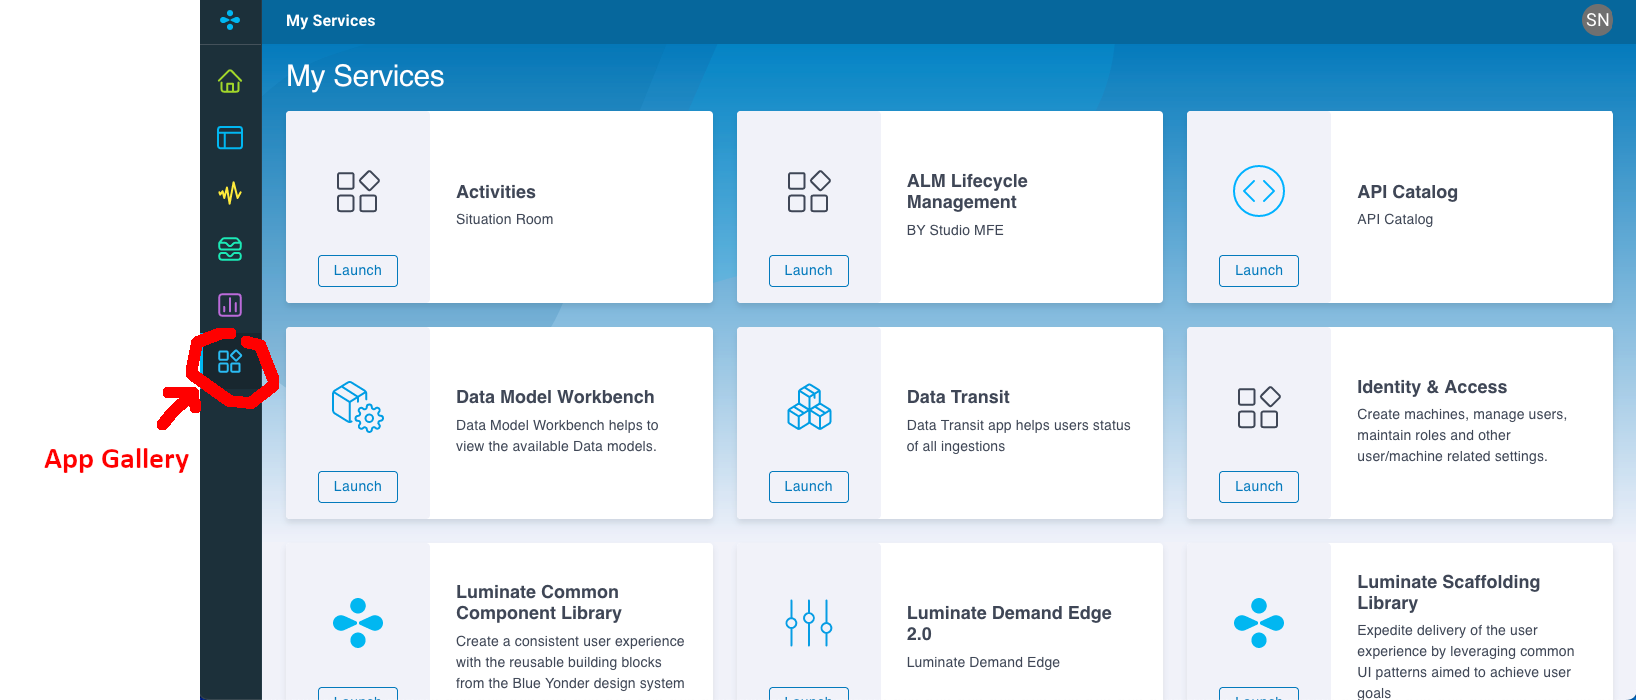 My Services
SN
My Services
Activities
Situation Room
Launch
ALM Lifecycle
Management
BY Studio MFE
Launch
API Catalog
API Catalog
Launch
App Gallery
Data Model Workbench
Data Model Workbench helps to
view the available Data models.
Launch
Data Transit
Data Transit app helps users status
of all ingestions
Launch
Identity & Access
Create machines, manage users,
maintain roles and other
user/machine related settings.
Launch
Luminate Common
Component Library
Create a consistent user experience
with the reusable building blocks
from the Blue Yonder design system
Launch
Luminate Demand Edge
2.0
Luminate Demand Edge
Launch
Luminate Scaffolding
Library
Expedite delivery of the user
experience by leveraging common
UI patterns aimed to achieve user
goals
Launch